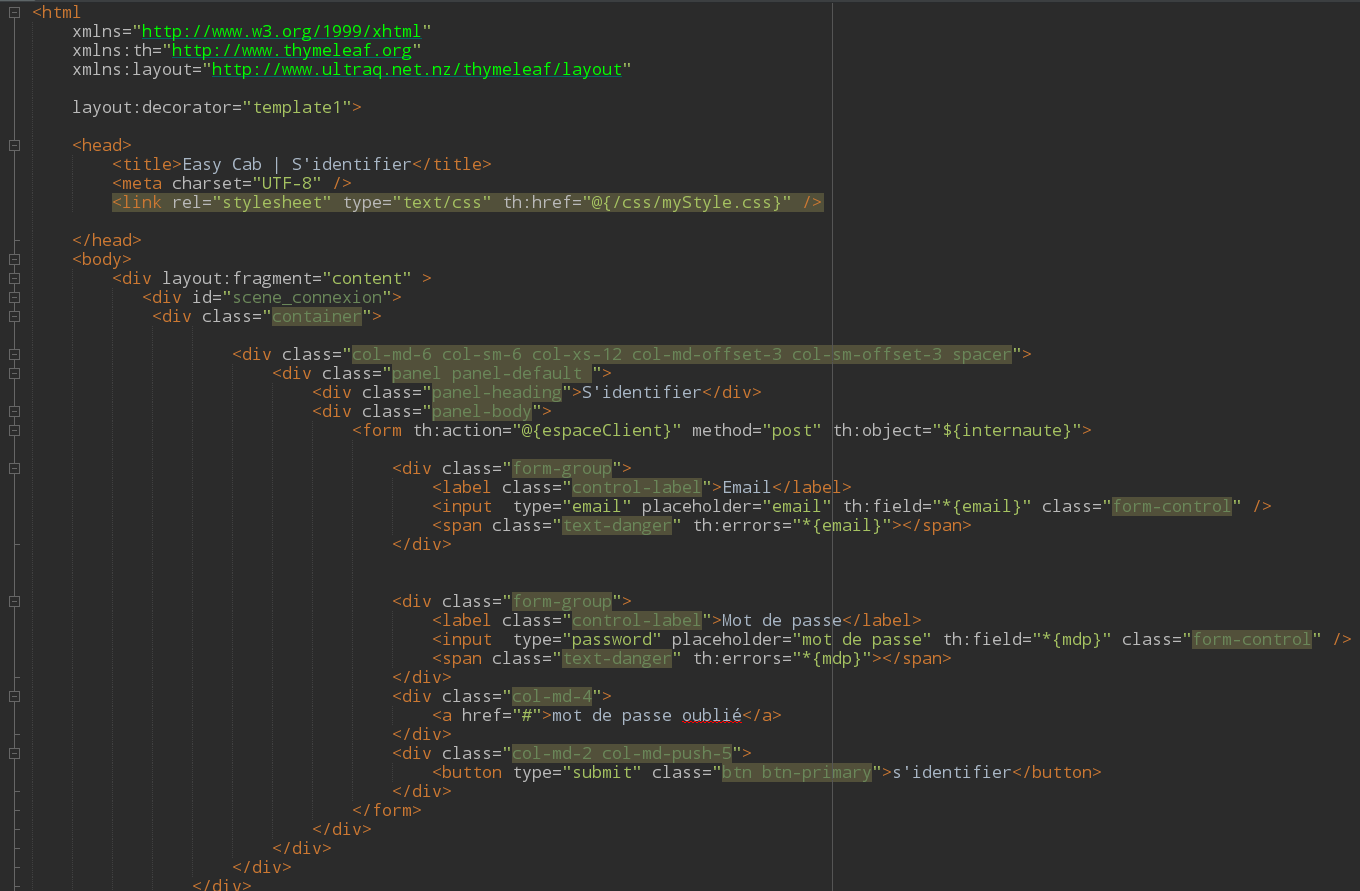 <html
xmlns="http://www.w3.org/1999/xhtml"
xmlns:th="http://www.thymeleaf.org"
xmlns:layout="http://www.ultraq.net.nz/thymeleaf/layout"
layout:decorator="template1">
<head>
<title>Easy Cab | S'identifier</title>
<meta charset="UTF-8" />
<link rel="stylesheet" type="text/css" th:href="@{/css/myStyle.css}" />
</head>
<body>
<div layout:fragment="content" >
<div id="scene_connexion">
<div class="container">
<div class="col-md-6 col-sm-6 col-xs-12 col-md-offset-3 col-sm-offset-3 spacer">
<div class="panel panel-default ">
<div class="panel-heading">S'identifier</div>
<div class="panel-body">
<form th:action="@{espaceClient}" method="post" th:object="${internaute}">
<div class="form-group">
<label class="control-label">Email</label>
<input  type="email" placeholder="email" th:field="*{email}" class="form-control" />
<span class="text-danger" th:errors="*{email}"></span>
</div>
<div class="form-group">
<label class="control-label">Mot de passe</label>
<input  type="password" placeholder="mot de passe" th:field="*{mdp}" class="form-control" />
<span class="text-danger" th:errors="*{mdp}"></span>
</div>
<div class="col-md-4">
<a href="#">mot de passe oublié</a>
</div>
<div class="col-md-2 col-md-push-5">
<button type="submit" class="btn btn-primary">s'identifier</button>
</div>
</form>
</div>
</div>
</div>
</div>